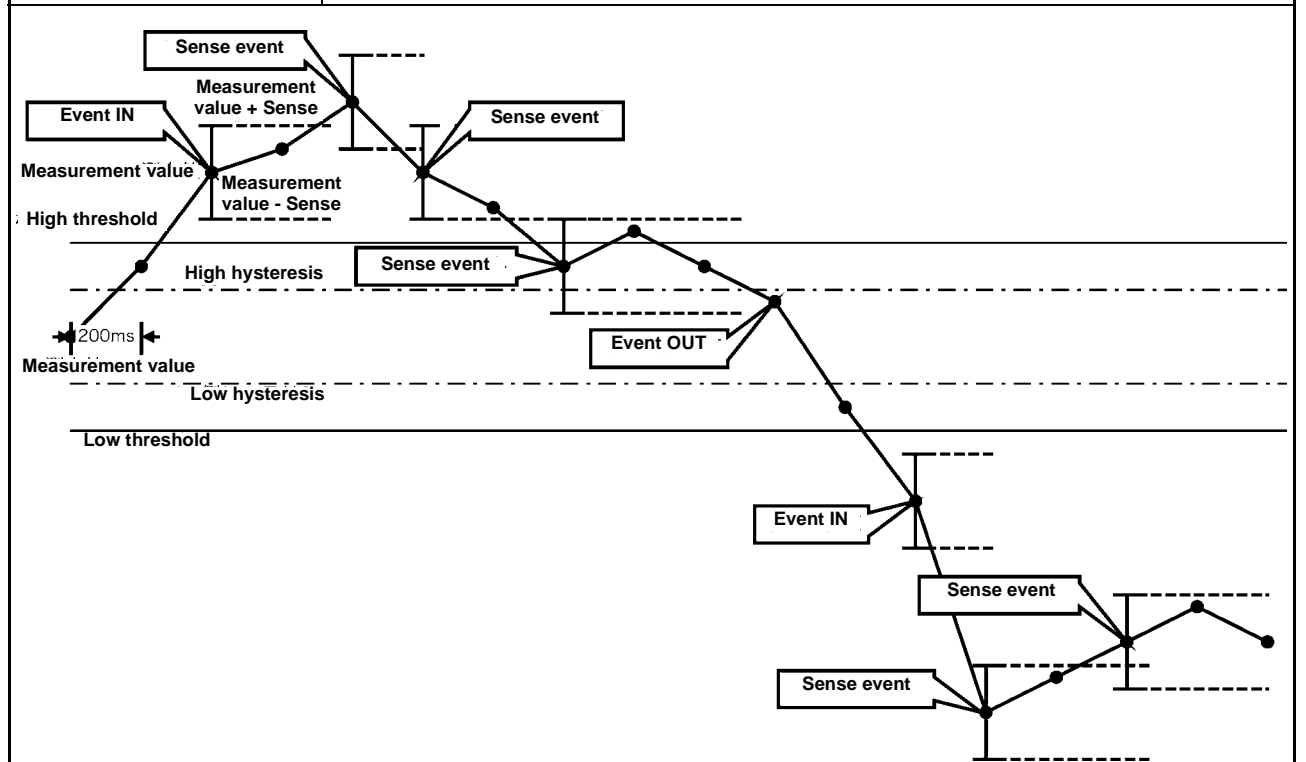 Sense event
Measurement
value + Sense
Event IN
Sense event
Measurement value
Measurement
value - Sense
High threshold
Sense event
High hysteresis
200ms
Event OUT
Measurement value
Low hysteresis
Low threshold
Event IN
Sense event
Sense event